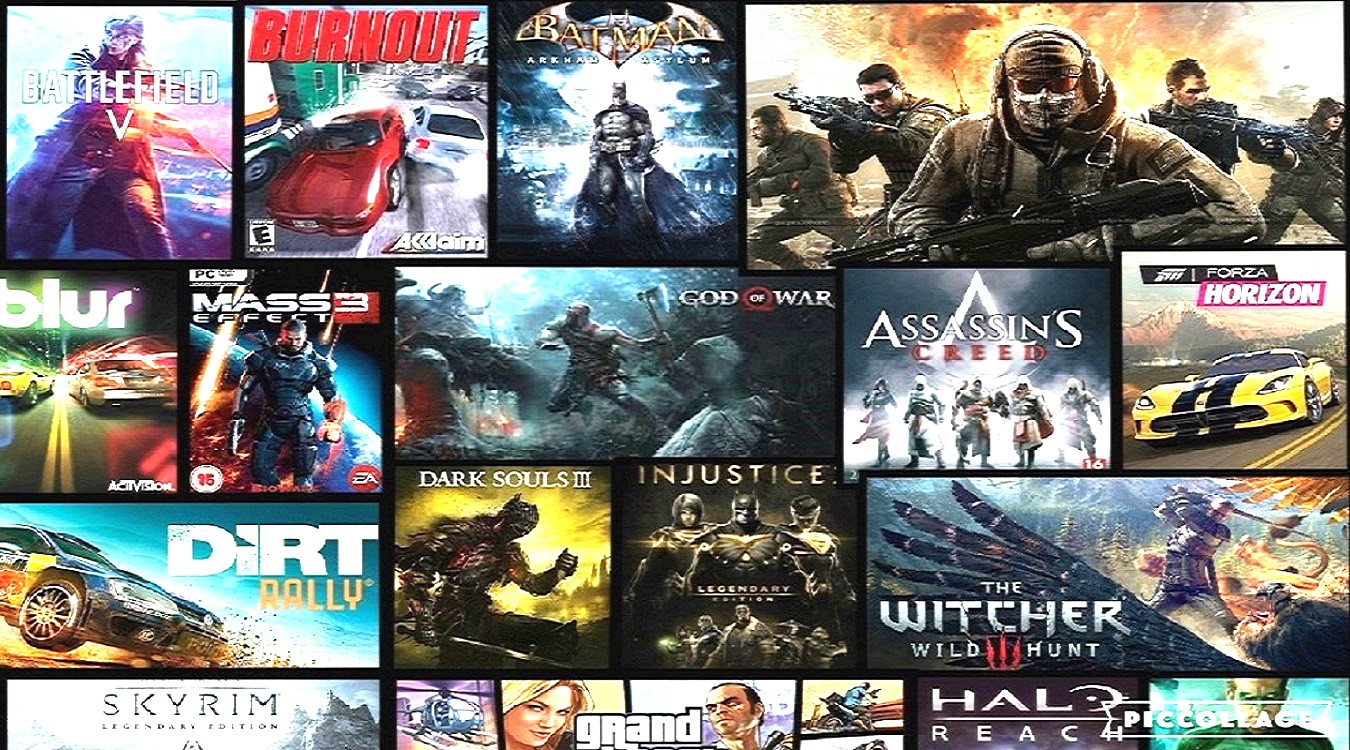 BATTLEFIELD
V
BURNOUT
E
AKklaim
BATMAN
ARKHAM ASYLUM
blur
ACTIVISION
PC
MASS 3
EFFECT
15
EA
GOD OF WAR
ASSASSIN'S
CREED
16
FORZA
HORIZON
DiRT
RALLY
DARK SOULS III
INJUSTICE
LEGENDARY
EDITION
THE
WITCHER
WILD HUNT
SKYRIM
LEGENDARY EDITION
grand
HALO
REACH
PICCOLLAGE